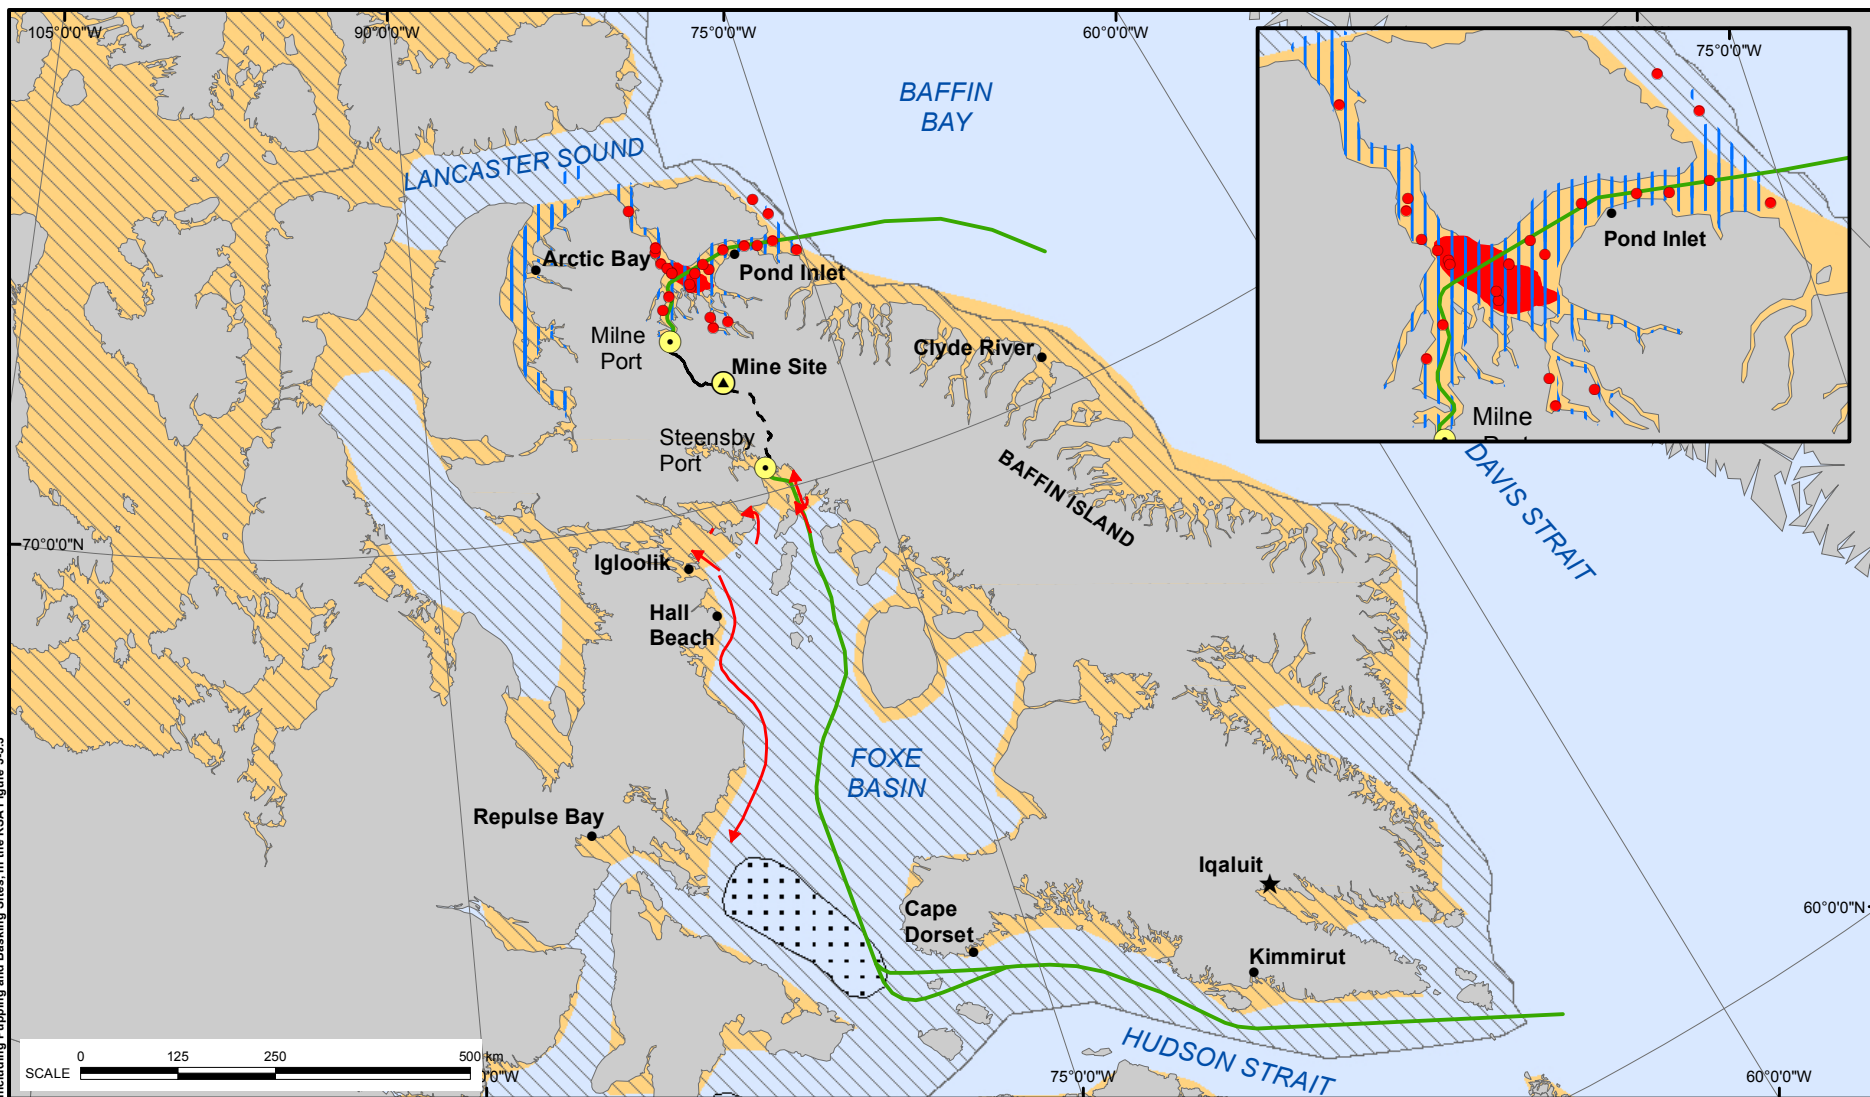 105°0'0"W
90°0'0"W
75°0'0"W
60°0'0"W
75°0'0"W
BAFFIN
BAY
LANCASTER SOUND
Pond Inlet
Arctic Bay
Pond Inlet
Milne
Port
Mine Site
Clyde River
Milne
Steensby
Port
BAFFIN ISLAND
DAVIS STRAIT
70°0'0"N
Igloolik
Hall
Beach
FOXE
BASIN
Repulse Bay
Iqaluit
Cape
Dorset
60°0'0"N
Kimmirut
HUDSON STRAIT
0 125 250 500 km
SCALE
0'0"W
75°0'0"W
60°0'0"W